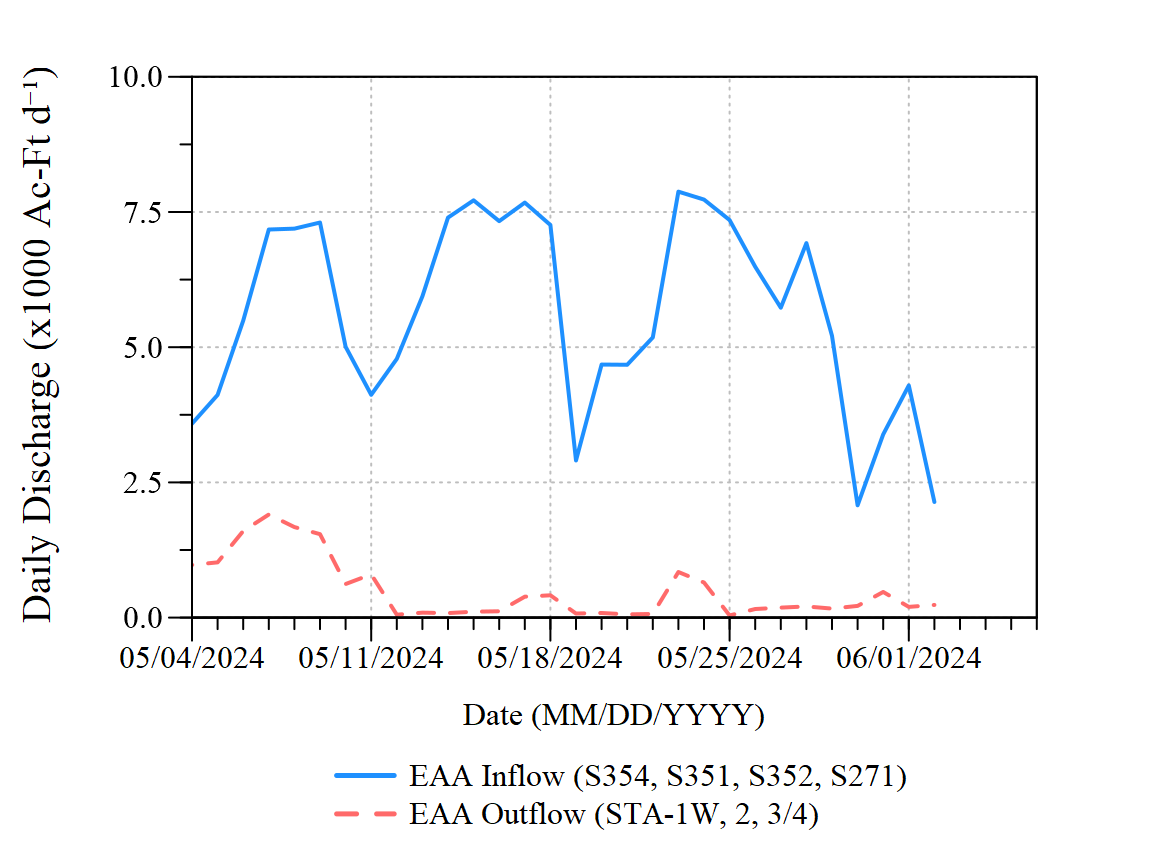 Daily Discharge (x1000 Ac-Ft d⁻¹)
10.0
7.5
5.0
2.5
0.0
05/04/2024 05/11/2024 05/18/2024 05/25/2024 06/01/2024
Date (MM/DD/YYYY)
EAA Inflow (S354, S351, S352, S271)
EAA Outflow (STA-1W, 2, 3/4)